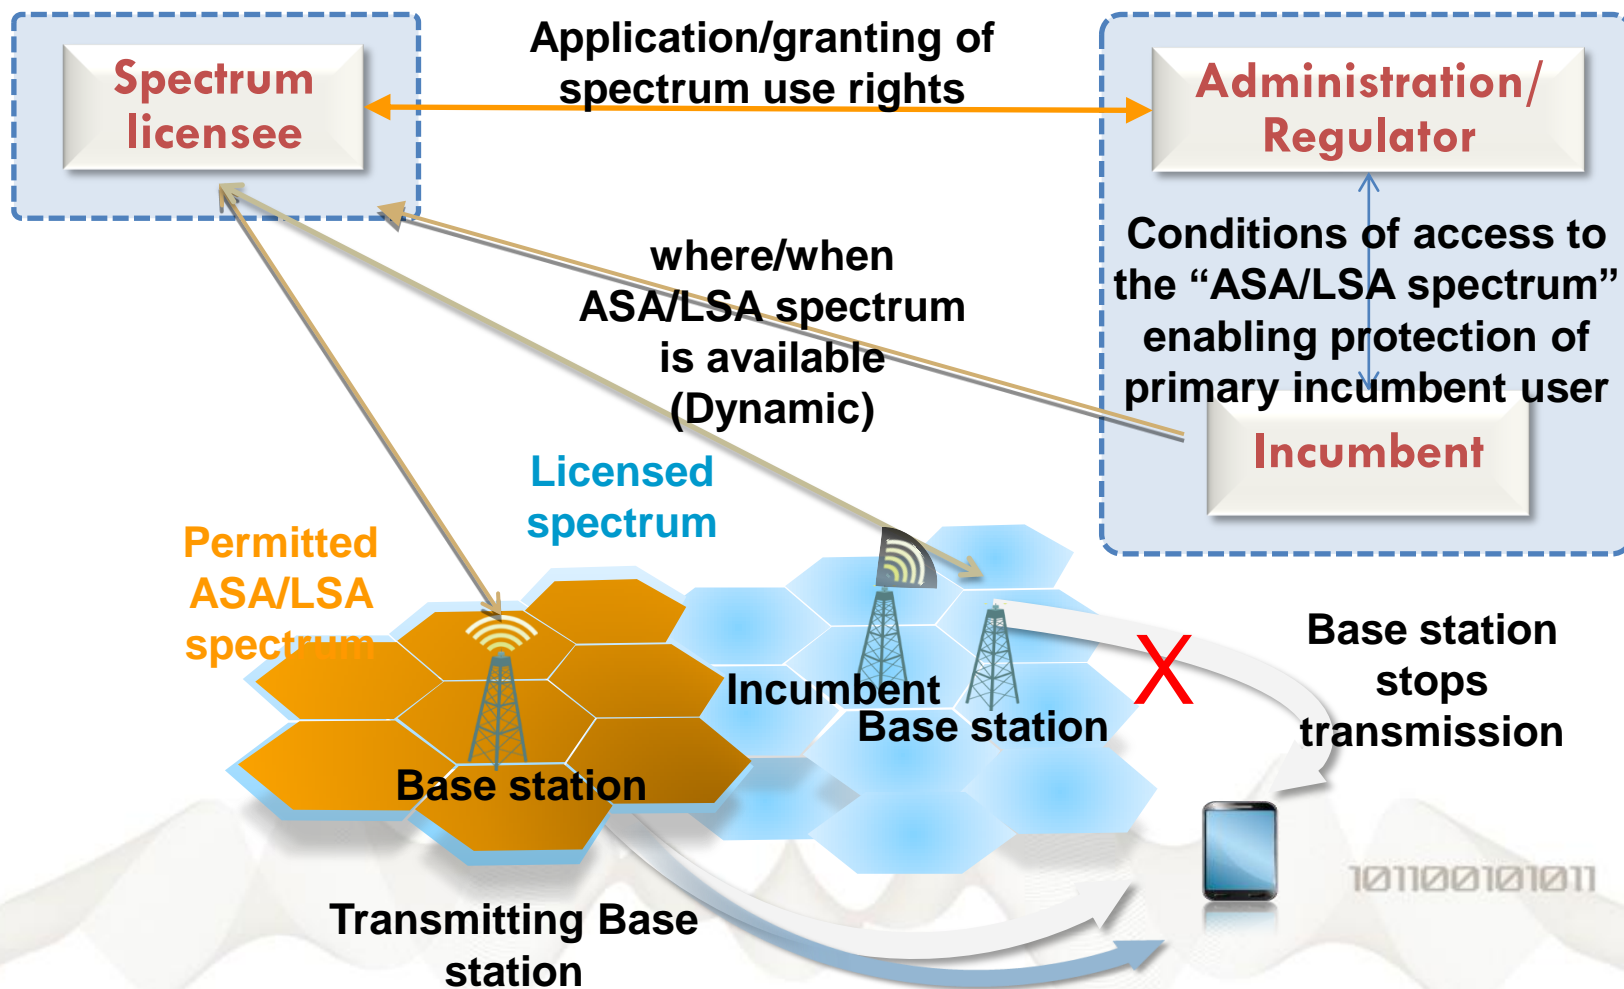 Application/granting of
spectrum use rights
Spectrum
licensee
Administration/
Regulator
Conditions of access to
the “ASA/LSA spectrum”
enabling protection of
primary incumbent user
Incumbent
where/when
ASA/LSA spectrum
is available
(Dynamic)
Licensed
spectrum
Permitted
ASA/LSA
spectrum
Incumbent
Base station
Base station
X
Base station
stops
transmission
Transmitting Base
station
101100101011